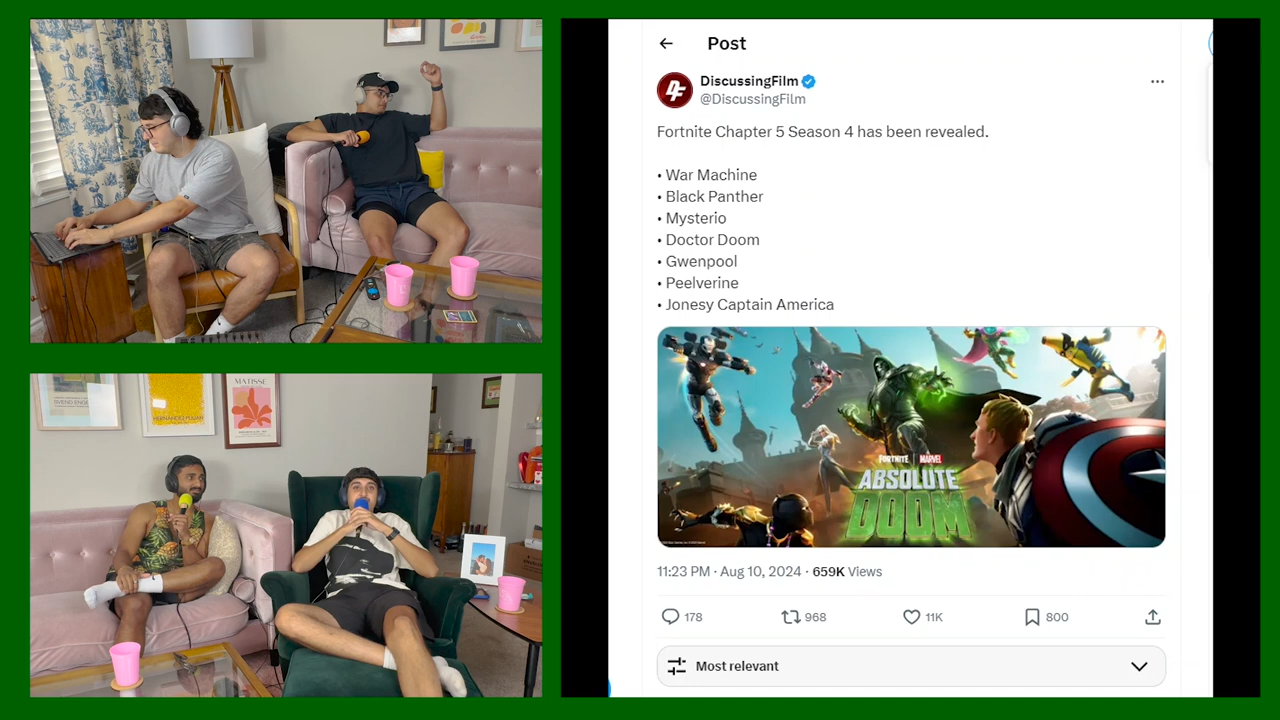 Post
DiscussingFilm
@DiscussingFilm
Fortnite Chapter 5 Season 4 has been revealed.
• War Machine
• Black Panther
• Mysterio
• Doctor Doom
• Gwenpool
• Peelverine
• Jonesy Captain America
FORTNITE MARVEL
ABSOLUTE
DOOM
11:23 PM · Aug 10, 2024 · 659K Views
178 968 11K 800
Most relevant
MATISSE